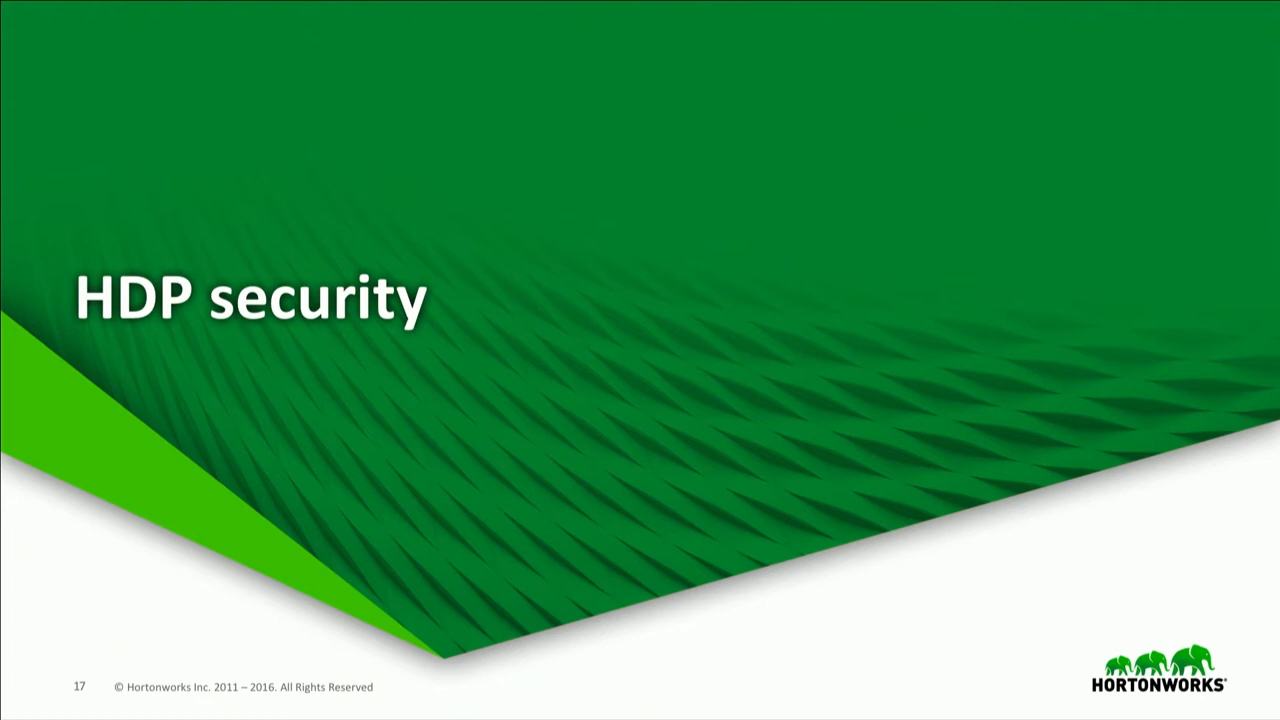 HDP security
17 © Hortonworks Inc. 2011 – 2016. All Rights Reserved
HORTONWORKS®